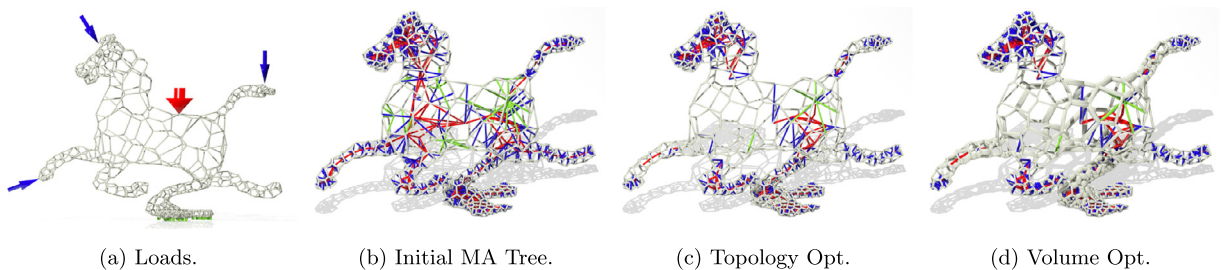 (a) Loads.
(b) Initial MA Tree.
(c) Topology Opt.
(d) Volume Opt.